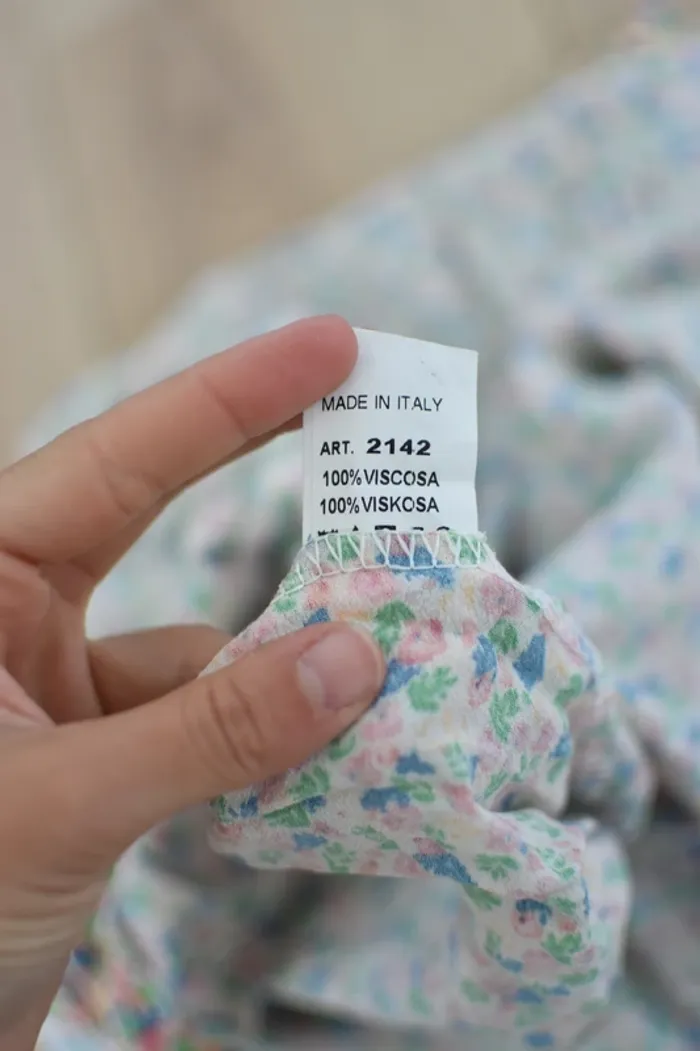 MADE IN ITALY
ART. 2142
100%VISCOSA
100%VISKOSA